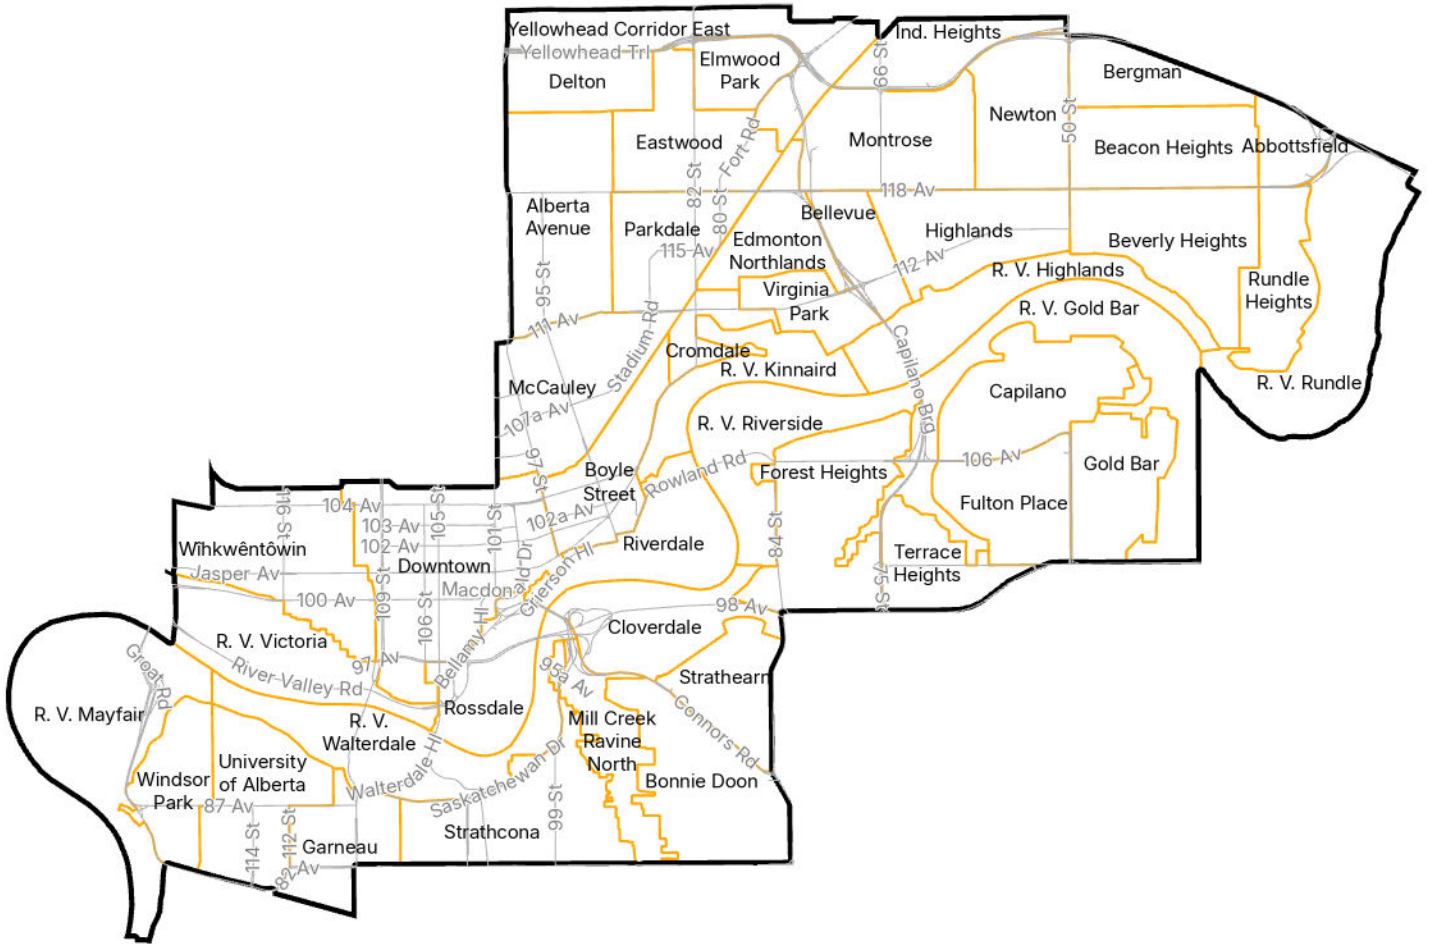 Yellowhead Corridor East
Ind. Heights
Yellowhead Trl
Elmwood
Park
66 St
Bergman
Delton
Newton
50 St
Fort Rd
Eastwood
Montrose
Beacon Heights
Abbottsfield
82 St
80 St
118 Av
Alberta
Avenue
Parkdale
Bellevue
Highlands
Edmonton
Northlands
115 Av
Beverly Heights
112 Av
R. V. Highlands
95 St
Virginia
Park
Rundle
Heights
R. V. Gold Bar
111 Av
Stadium Rd
Cromdale
R. V. Kinnaird
Capilano Brg
McCauley
Capilano
R. V. Rundle
107a Av
R. V. Riverside
97 St
Boyle
Street
Rowland Rd
Forest Heights
106 Av
Gold Bar
116 St
104 Av
105 St
101 St
102a Av
Fulton Place
103 Av
84 St
Wîhkwêntôwin
102 Av
Riverdale
Terrace
Heights
Downtown
Jasper Av
Macdonald Dr
Grierson Hl
75 St
109 St
100 Av
106 St
98 Av
Cloverdale
R. V. Victoria
Bellamy Hl
97 Av
Groat Rd
River Valley Rd
95a Av
Strathearn
R. V. Mayfair
Rossdale
R. V.
Walterdale
Mill Creek
Ravine
North
Connors Rd
University
of Alberta
Walterdale Hl
Saskatchewan Dr
Windsor
Park
Bonnie Doon
87 Av
99 St
114 St
112 St
Garneau
Strathcona
82 Av